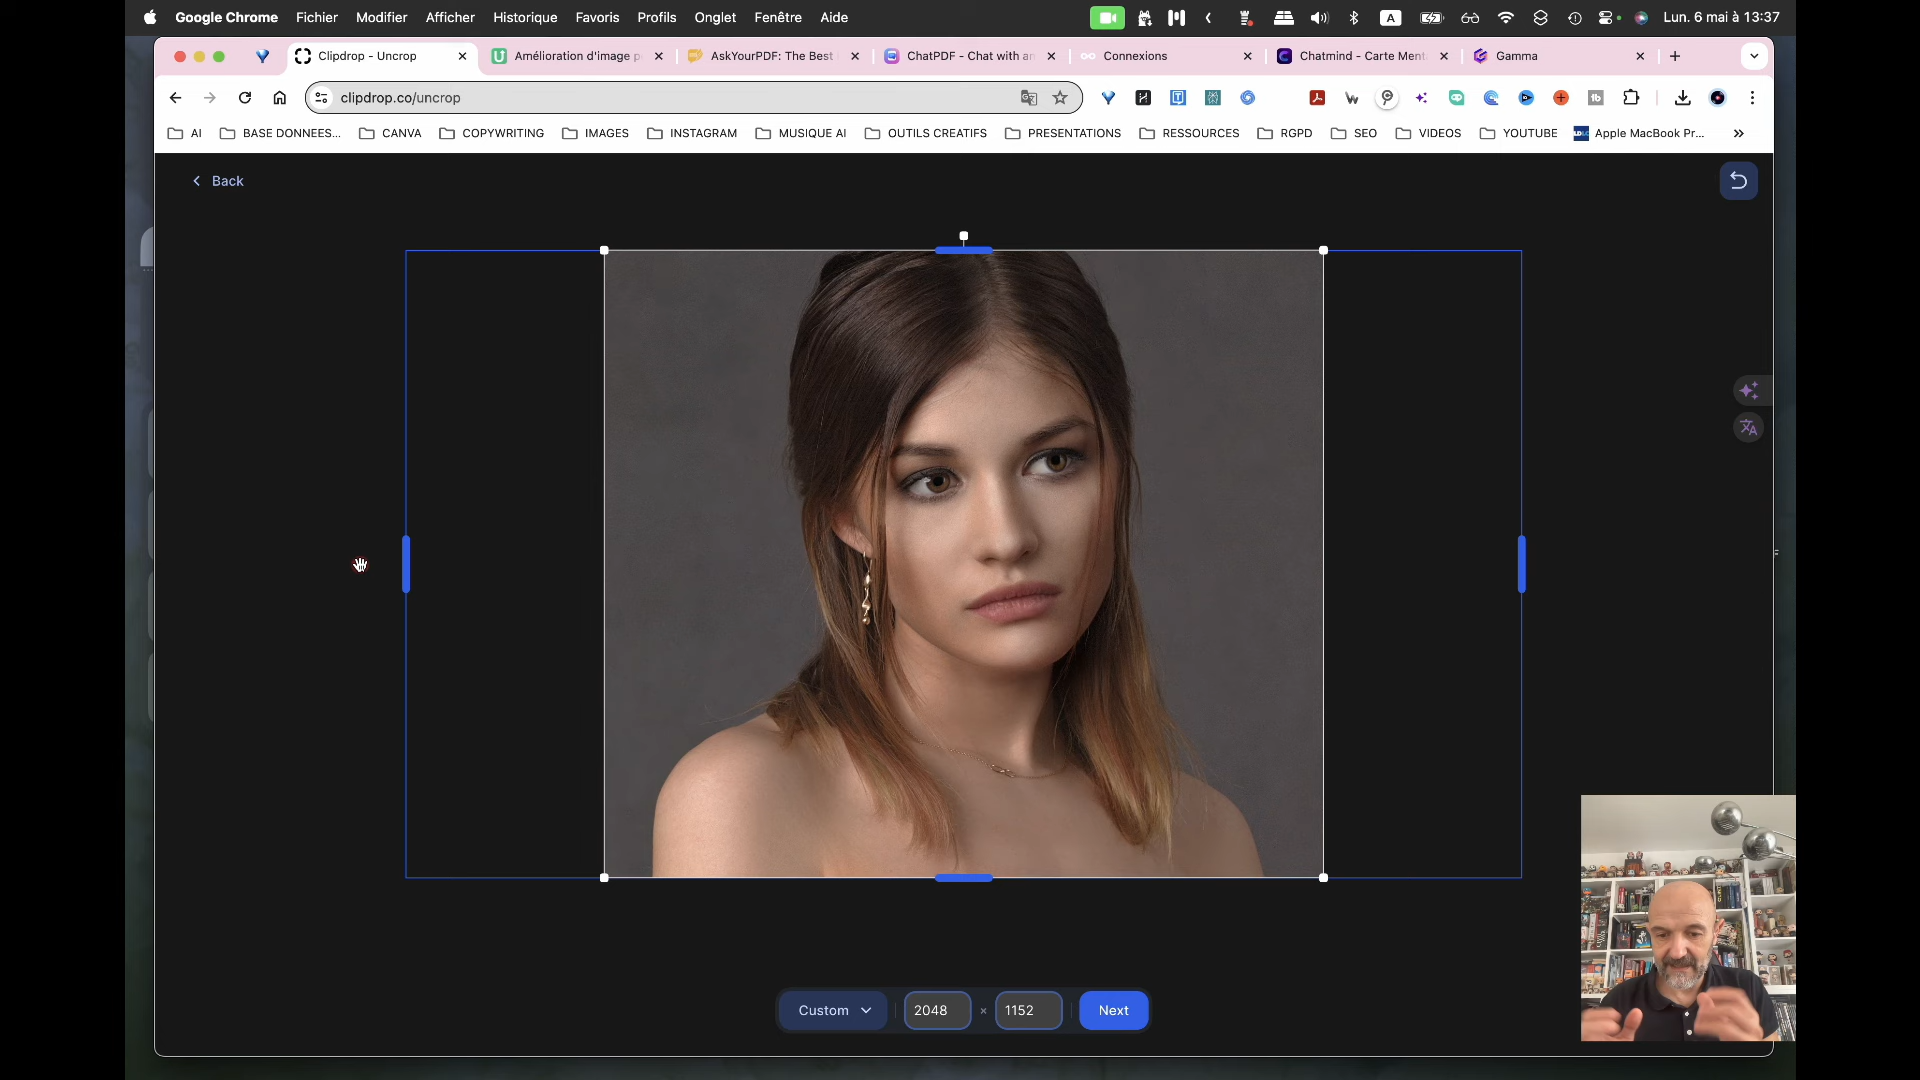 Google Chrome Fichier Modifier Afficher Historique Favoris Profils Onglet Fenêtre Aide A Lun. 6 mai à 13:37
Clipdrop - Uncrop Amélioration d'image p AskYourPDF: The Best ChatPDF - Chat with an Connexions Chatmind - Carte Ment Gamma
clipdrop.co/uncrop
AI BASE DONNEES... CANVA COPYWRITING IMAGES INSTAGRAM MUSIQUE AI OUTILS CREATIFS PRESENTATIONS RESSOURCES RGPD SEO VIDEOS YOUTUBE Apple MacBook Pr...
Back
Custom 2048 × 1152 Next